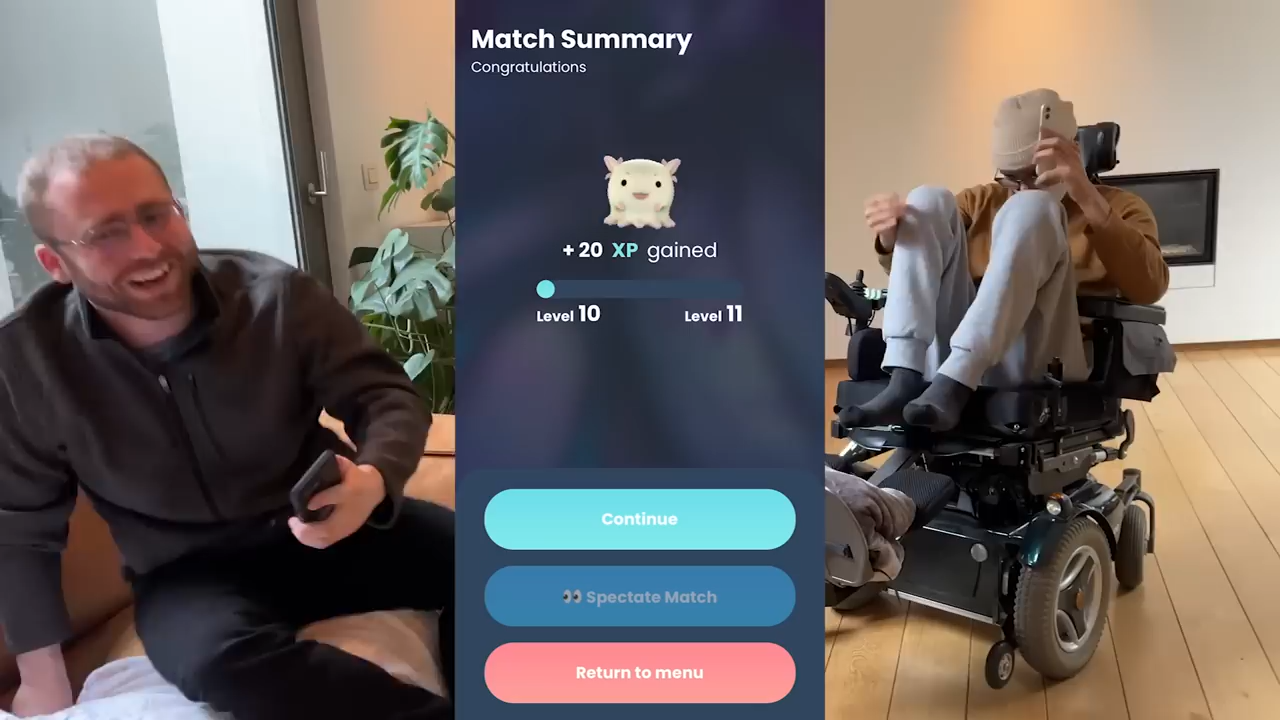 Match Summary
Congratulations
+ 20 XP gained
Level 10 Level 11
Continue
👀 Spectate Match
Return to menu